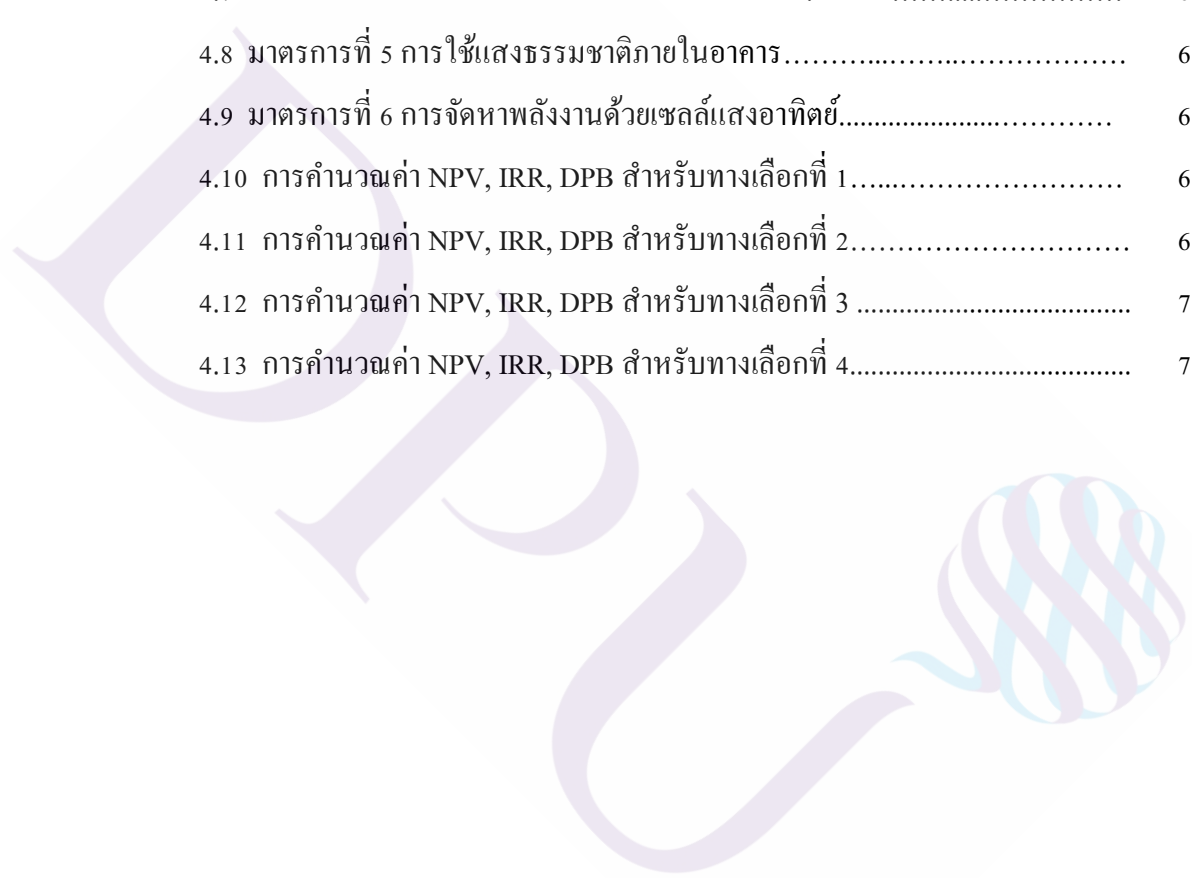 4.8 มาตรการที่ 5 การใช้แสงธรรมชาติภายในอาคาร………...……..……………… 6
4.9 มาตรการที่ 6 การจัดหาพลังงานด้วยเซลล์แสงอาทิตย์.......................………… 6
4.10 การคำนวณค่า NPV, IRR, DPB สำหรับทางเลือกที่ 1…...…………………… 6
4.11 การคำนวณค่า NPV, IRR, DPB สำหรับทางเลือกที่ 2……………………… 6
4.12 การคำนวณค่า NPV, IRR, DPB สำหรับทางเลือกที่ 3 ...................................... 7
4.13 การคำนวณค่า NPV, IRR, DPB สำหรับทางเลือกที่ 4....................................... 7
DPU